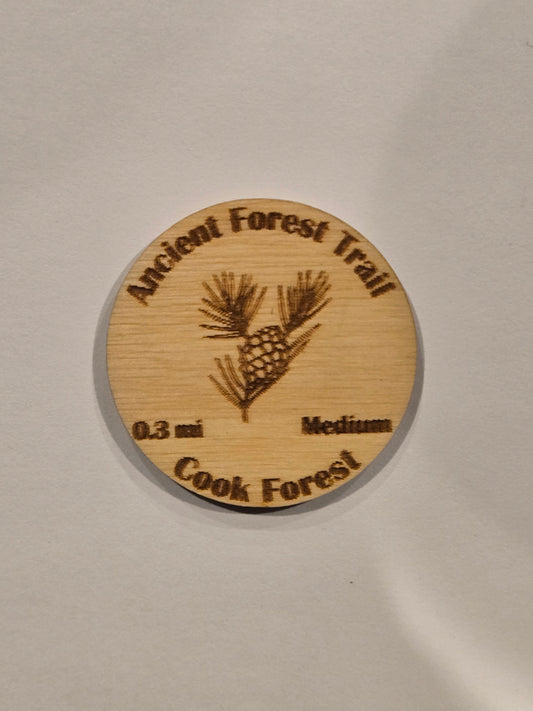 Ancient Forest Trail
0.3 mi Medium
Cook Forest